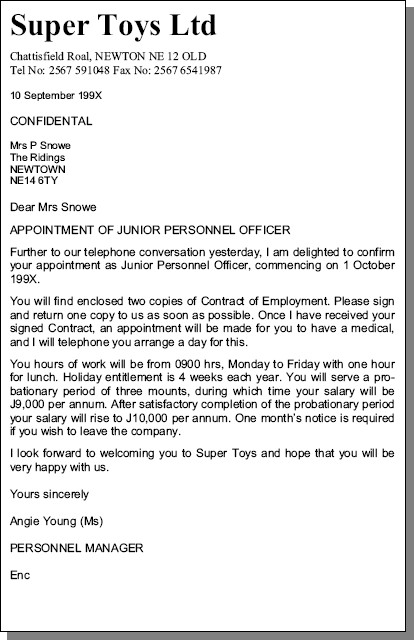 Super Toys Ltd
Chattisfield Roal, NEWTON NE 12 OLD
Tel No: 2567 591048 Fax No: 2567 6541987
10 September 199X
CONFIDENTAL
Mrs P Snowe
The Ridings
NEWTOWN
NE14 6TY
Dear Mrs Snowe
APPOINTMENT OF JUNIOR PERSONNEL OFFICER
Further to our telephone conversation yesterday, I am delighted to confirm
your appointment as Junior Personnel Officer, commencing on 1 October
199X.
You will find enclosed two copies of Contract of Employment. Please sign
and return one copy to us as soon as possible. Once I have received your
signed Contract, an appointment will be made for you to have a medical,
and I will telephone you arrange a day for this.
You hours of work will be from 0900 hrs, Monday to Friday with one hour
for lunch. Holiday entitlement is 4 weeks each year. You will serve a pro-
bationary period of three mounts, during which time your salary will be
J9,000 per annum. After satisfactory completion of the probationary period
your salary will rise to J10,000 per annum. One month's notice is required
if you wish to leave the company.
I look forward to welcoming you to Super Toys and hope that you will be
very happy with us.
Yours sincerely
Angie Young (Ms)
PERSONNEL MANAGER
Enc